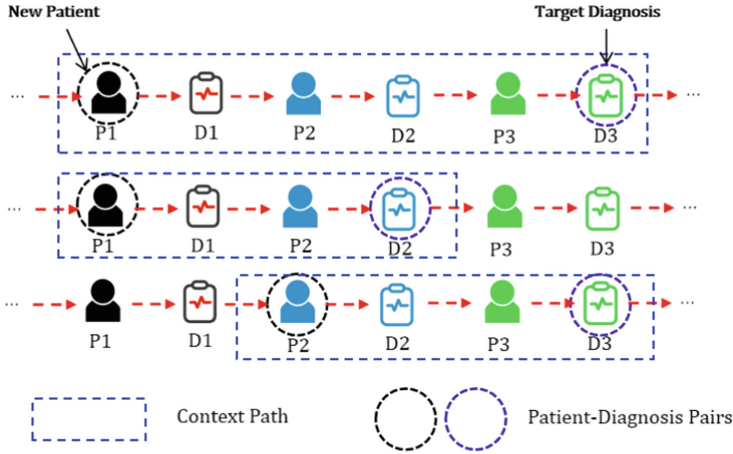 New Patient Target Diagnosis
... ...
P1 D1 P2 D2 P3 D3
... ...
P1 D1 P2 D2 P3 D3
... ...
P1 D1 P2 D2 P3 D3
Context Path Patient-Diagnosis Pairs